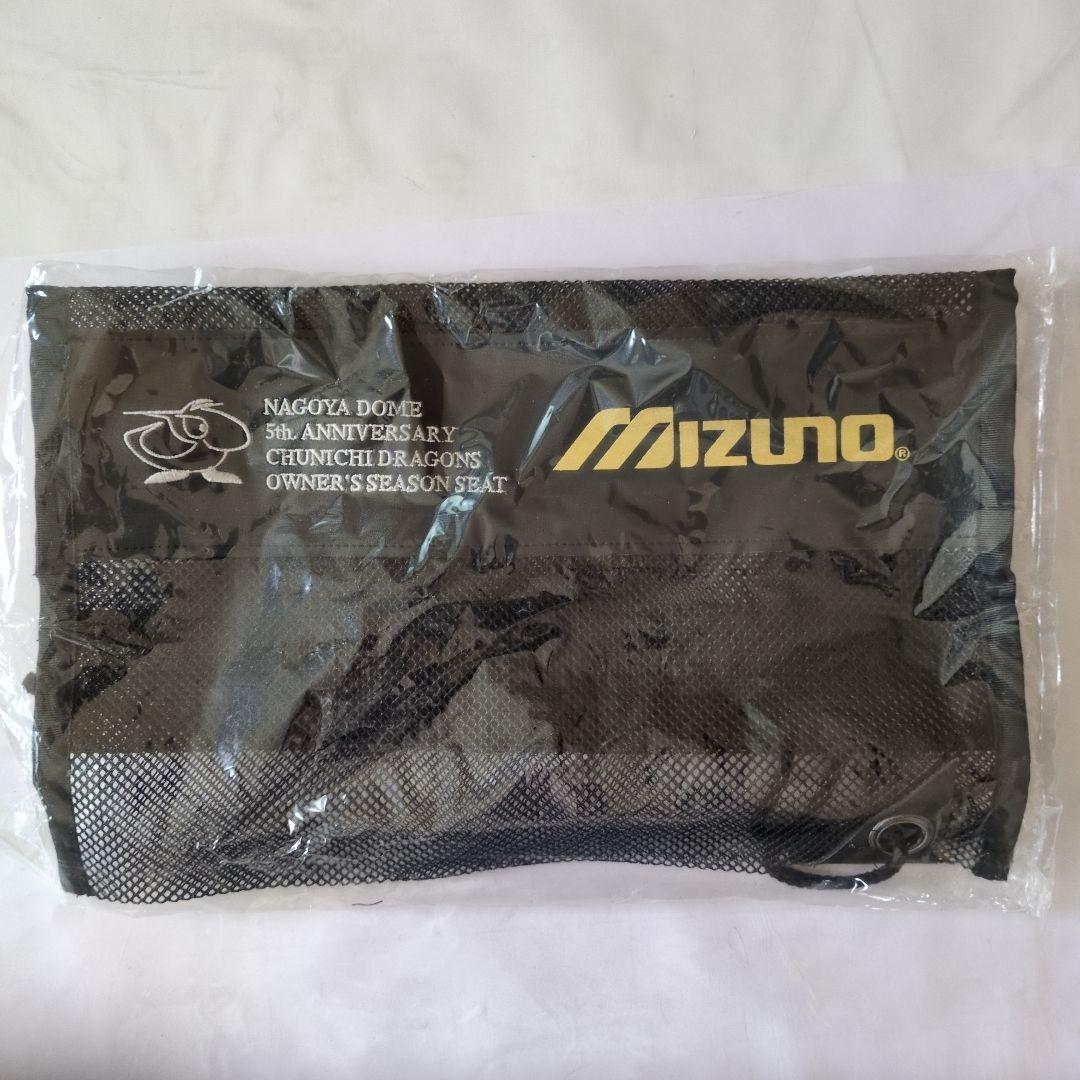 NAGOYA DOME
5th. ANNIVERSARY
CHUNICHI DRAGONS
OWNER'S SEASON SEAT
MIZUNO®